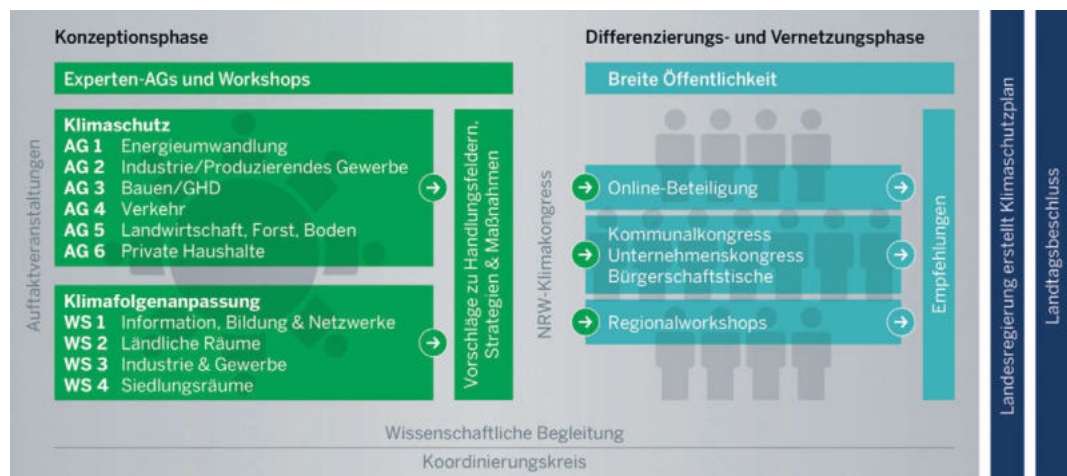 Konzeptionsphase
Differenzierungs- und Vernetzungsphase
Auftaktveranstaltungen
Experten-AGs und Workshops
Klimaschutz
AG 1 Energieumwandlung
AG 2 Industrie/Produzierendes Gewerbe
AG 3 Bauen/GHD
AG 4 Verkehr
AG 5 Landwirtschaft, Forst, Boden
AG 6 Private Haushalte
Klimafolgenanpassung
WS 1 Information, Bildung & Netzwerke
WS 2 Ländliche Räume
WS 3 Industrie & Gewerbe
WS 4 Siedlungsräume
Vorschläge zu Handlungsfeldern,
Strategien & Maßnahmen
NRW-Klimakongress
Breite Öffentlichkeit
Online-Beteiligung
Kommunalkongress
Unternehmenskongress
Bürgerschaftstische
Regionalworkshops
Empfehlungen
Landesregierung erstellt Klimaschutzplan
Landtagsbeschluss
Wissenschaftliche Begleitung
Koordinierungskreis